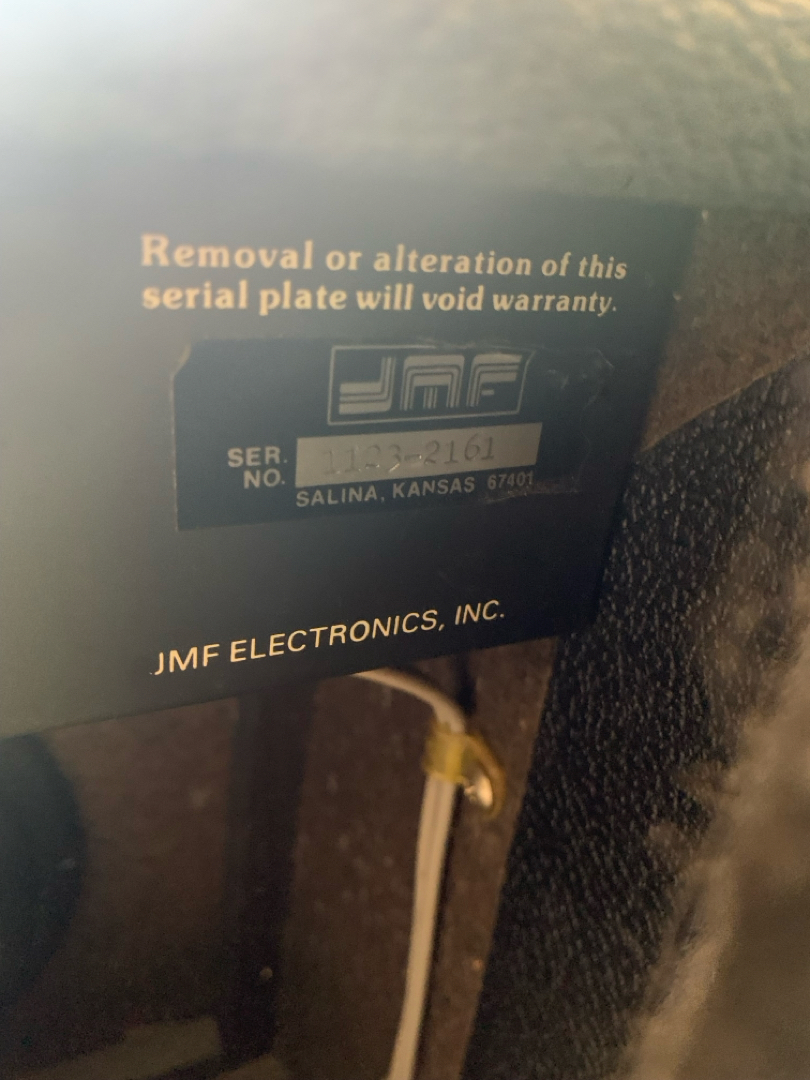 Removal or alteration of this
serial plate will void warranty.
JMF
SER. NO. 1123-2161
SALINA, KANSAS 67401
JMF ELECTRONICS, INC.